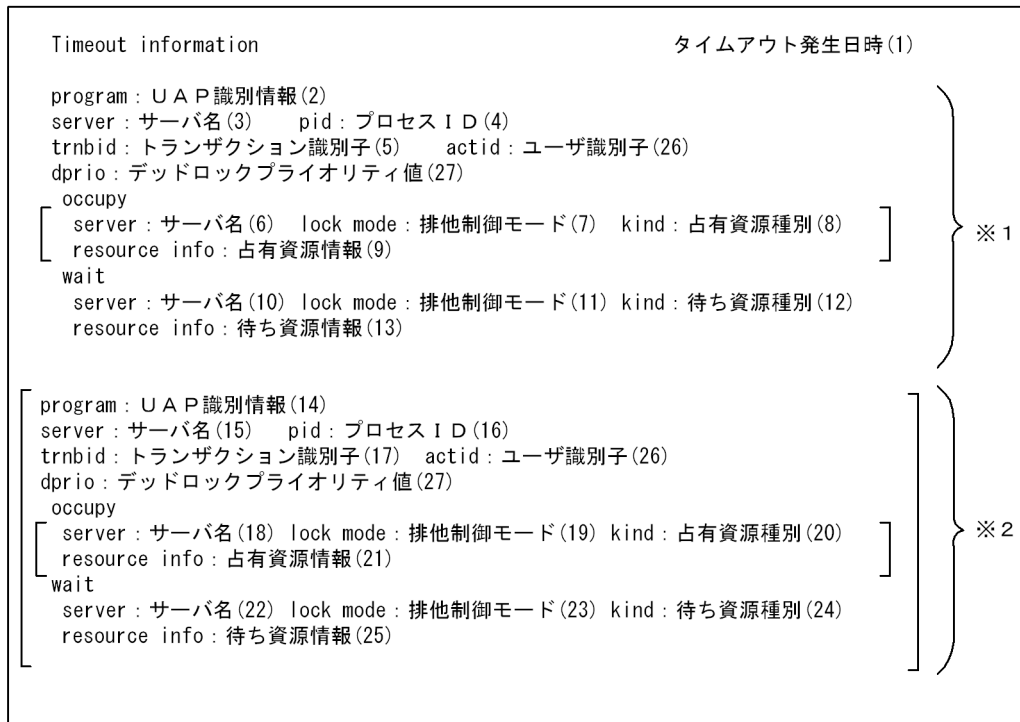 Timeout information　　タイムアウト発生日時(1)
program：ＵＡＰ識別情報(2)
server：サーバ名(3)　pid：プロセスＩＤ(4)
trnbid：トランザクション識別子(5)　actid：ユーザ識別子(26)
dprio：デッドロックプライオリティ値(27)
occupy
server：サーバ名(6) lock mode：排他制御モード(7) kind：占有資源種別(8)
resource info：占有資源情報(9)
※１
wait
server：サーバ名(10) lock mode：排他制御モード(11) kind：待ち資源種別(12)
resource info：待ち資源情報(13)
program：ＵＡＰ識別情報(14)
server：サーバ名(15)　pid：プロセスＩＤ(16)
trnbid：トランザクション識別子(17) actid：ユーザ識別子(26)
dprio：デッドロックプライオリティ値(27)
occupy
server：サーバ名(18) lock mode：排他制御モード(19) kind：占有資源種別(20)
※２
resource info：占有資源情報(21)
wait
server：サーバ名(22) lock mode：排他制御モード(23) kind：待ち資源種別(24)
resource info：待ち資源情報(25)